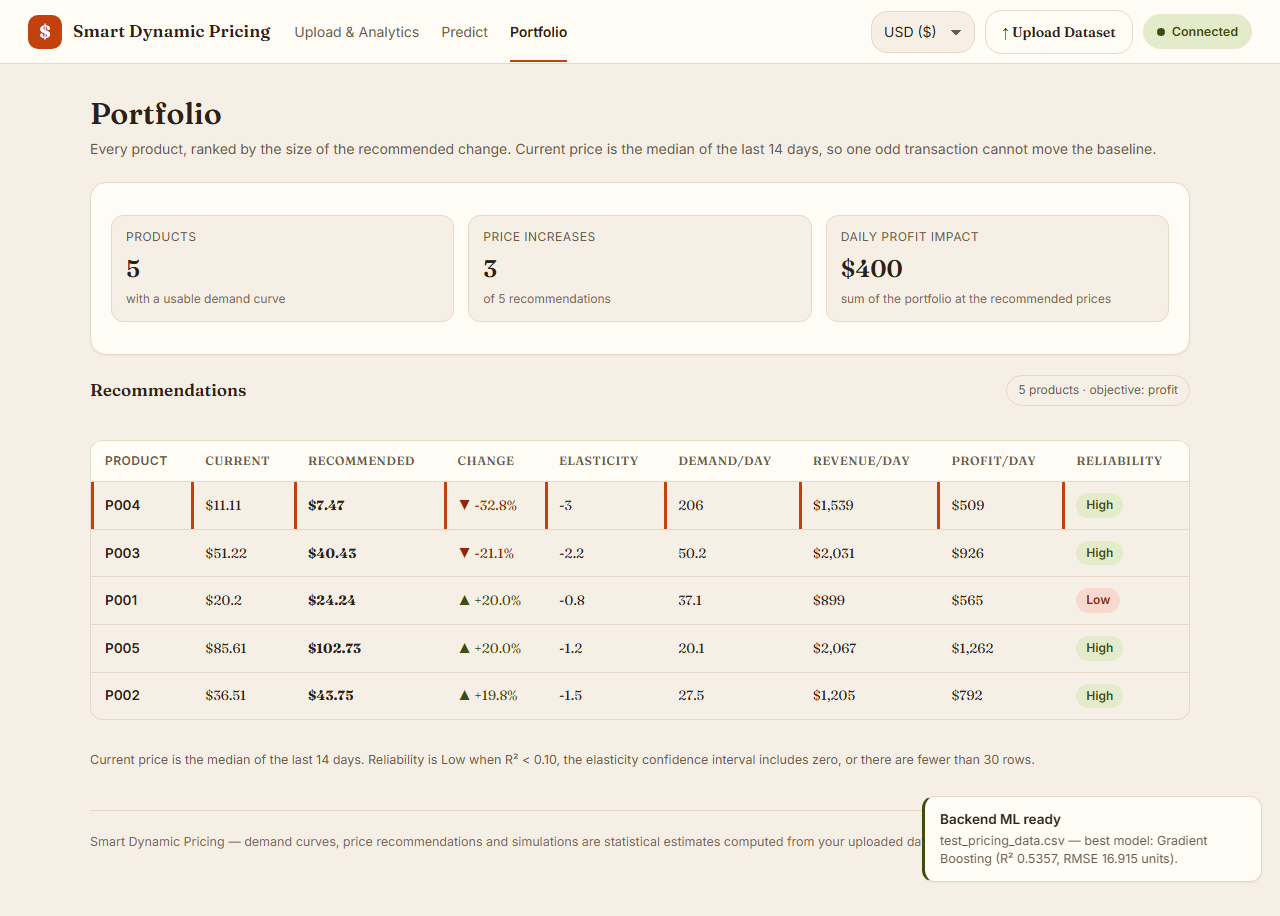 $ Smart Dynamic Pricing Upload & Analytics Predict Portfolio USD ($) ↑ Upload Dataset Connected
Portfolio
Every product, ranked by the size of the recommended change. Current price is the median of the last 14 days, so one odd transaction cannot move the baseline.
PRODUCTS
5
with a usable demand curve
PRICE INCREASES
3
of 5 recommendations
DAILY PROFIT IMPACT
$400
sum of the portfolio at the recommended prices
Recommendations
5 products · objective: profit
PRODUCT CURRENT RECOMMENDED CHANGE ELASTICITY DEMAND/DAY REVENUE/DAY PROFIT/DAY RELIABILITY
P004 $11.11 $7.47 ▼ -32.8% -3 206 $1,539 $509 High
P003 $51.22 $40.43 ▼ -21.1% -2.2 50.2 $2,031 $926 High
P001 $20.2 $24.24 ▲ +20.0% -0.8 37.1 $899 $565 Low
P005 $85.61 $102.73 ▲ +20.0% -1.2 20.1 $2,067 $1,262 High
P002 $36.51 $43.75 ▲ +19.8% -1.5 27.5 $1,205 $792 High
Current price is the median of the last 14 days. Reliability is Low when R² < 0.10, the elasticity confidence interval includes zero, or there are fewer than 30 rows.
Smart Dynamic Pricing — demand curves, price recommendations and simulations are statistical estimates computed from your uploaded da
Backend ML ready
test_pricing_data.csv — best model: Gradient
Boosting (R² 0.5357, RMSE 16.915 units).